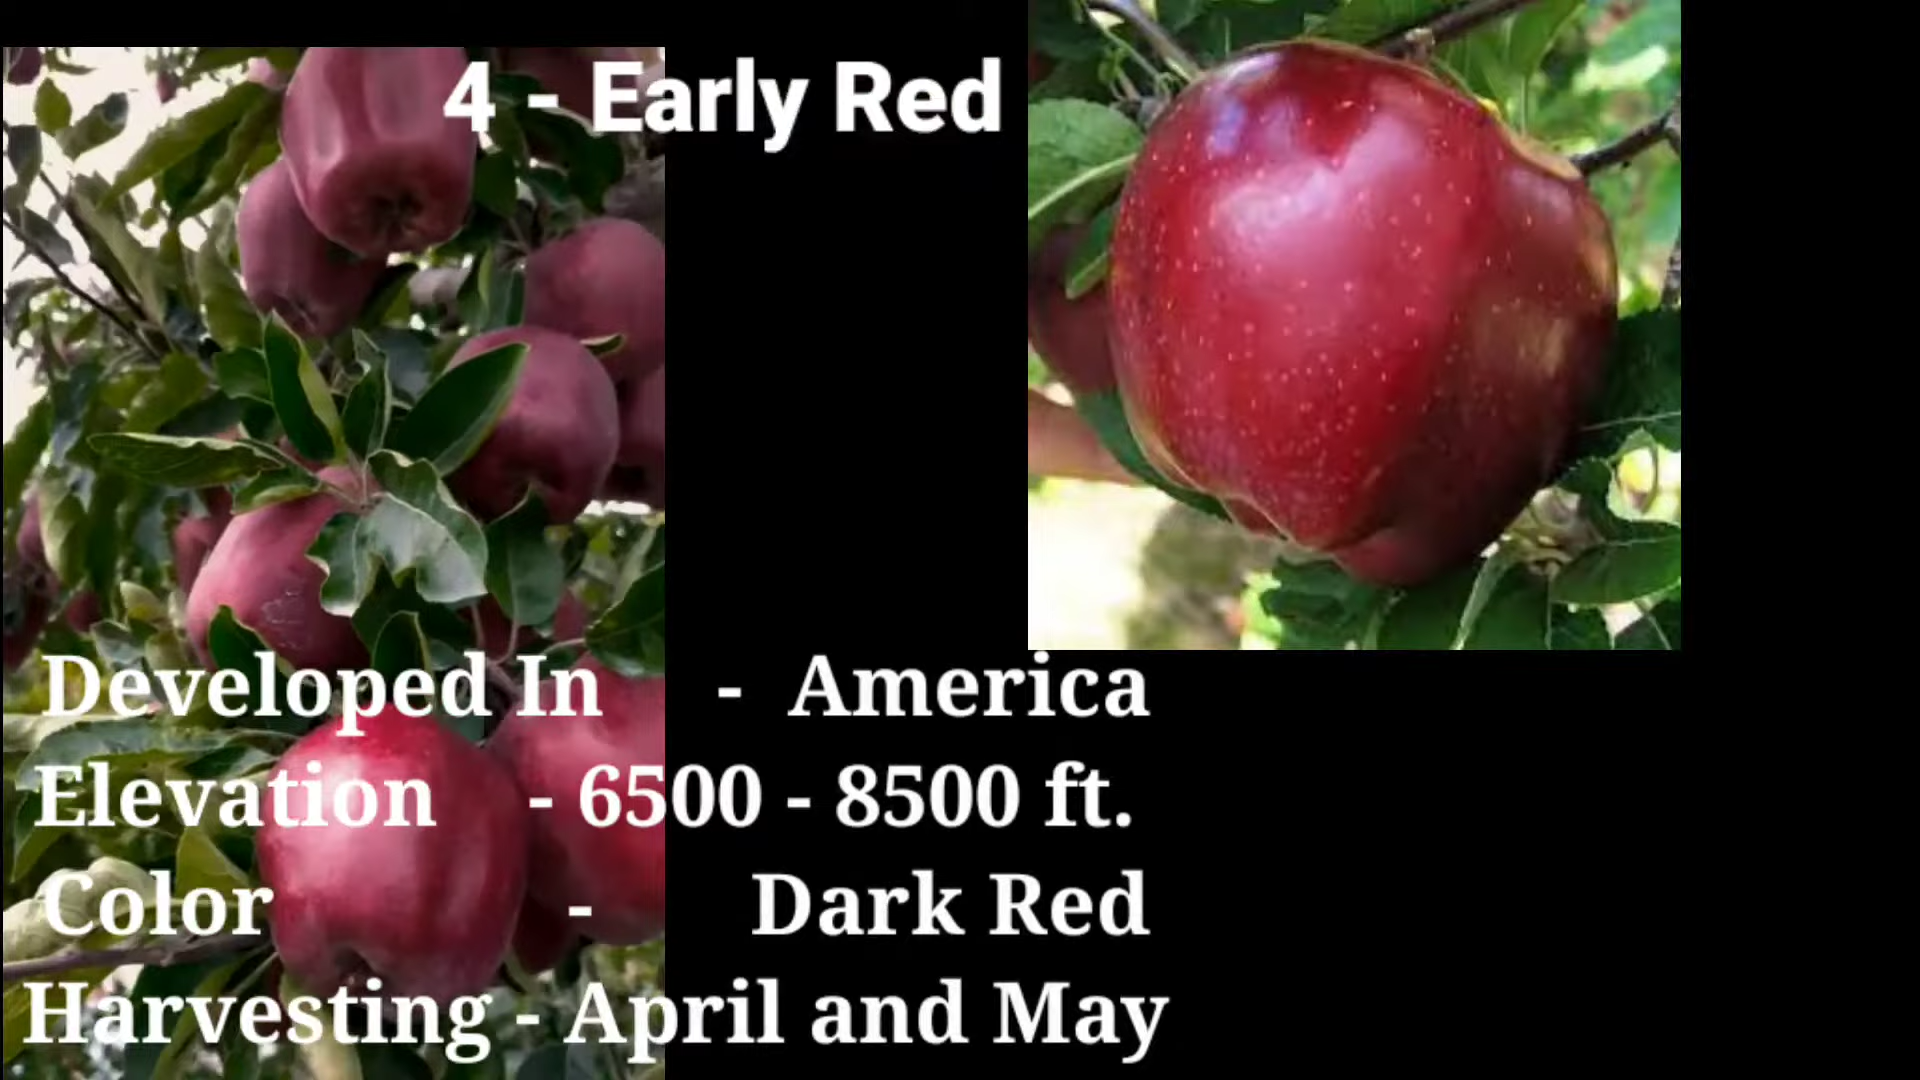 4 - Early Red
Developed In - America
Elevation - 6500 - 8500 ft.
Color - Dark Red
Harvesting - April and May